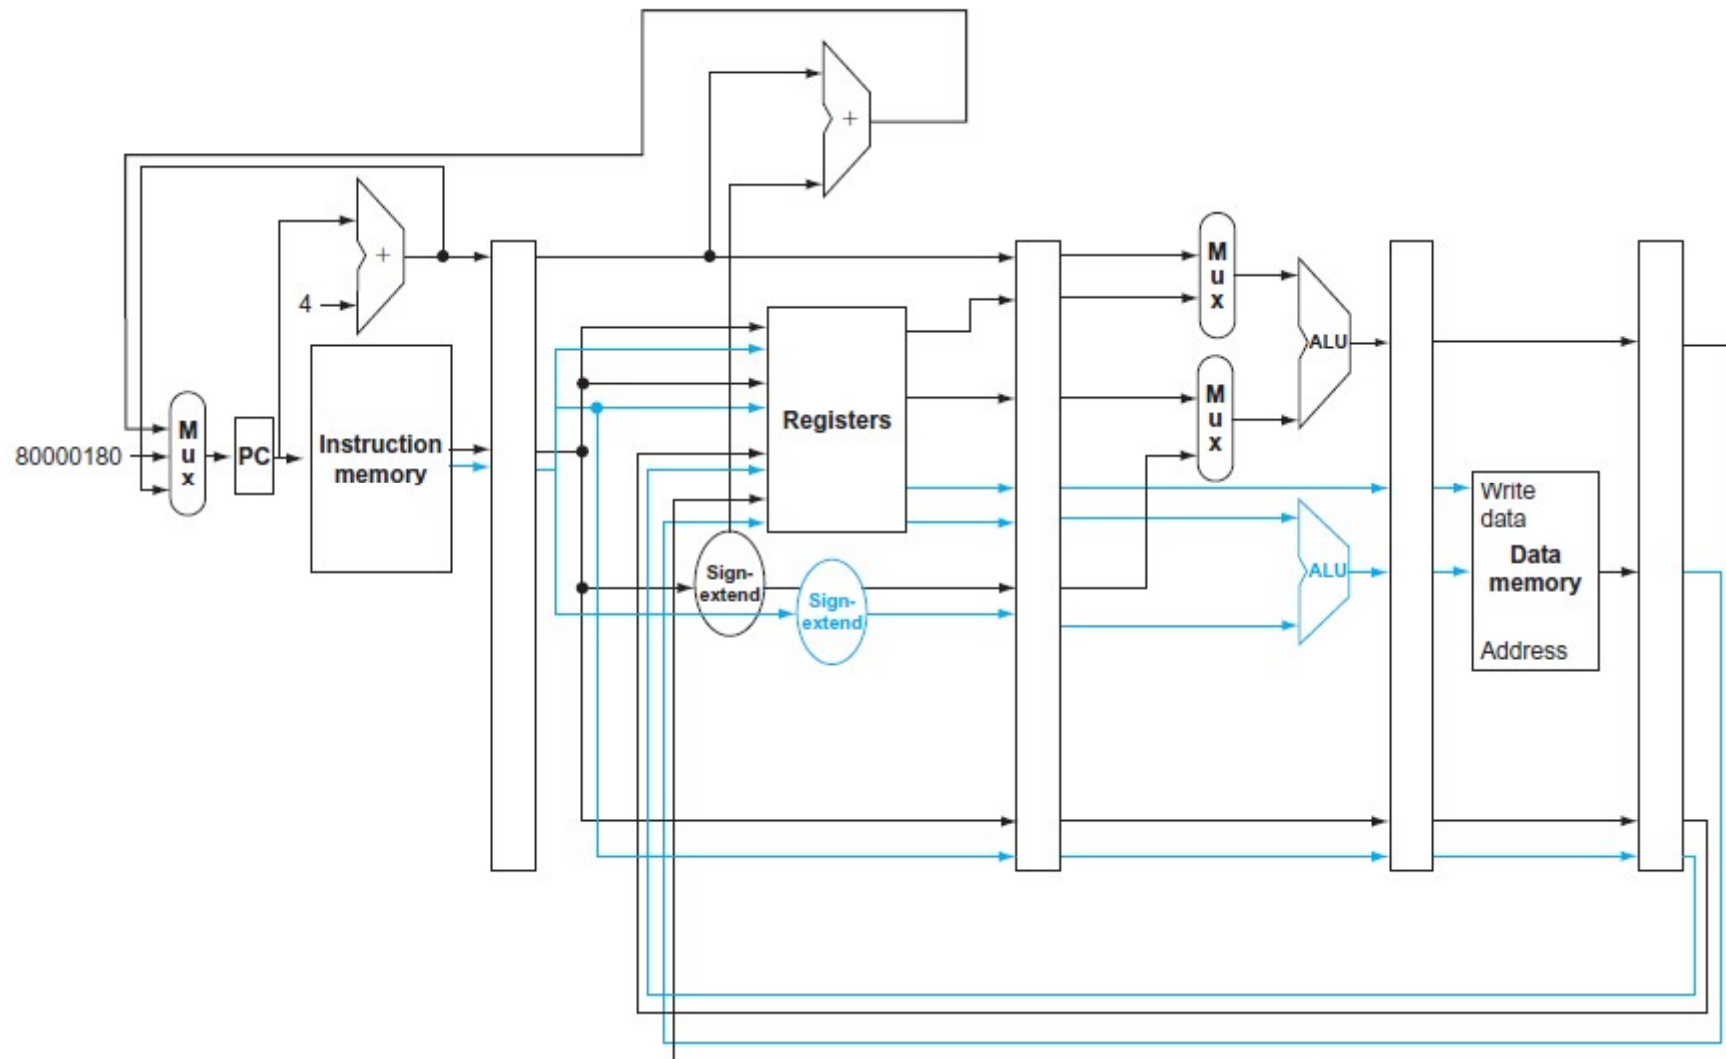 +
+
4
M
u
x
M
u
x
ALU
M
u
x
80000180
M
u
x
PC
Instruction
memory
Registers
Write
data
Data
memory
Address
ALU
Sign-
extend
Sign-
extend